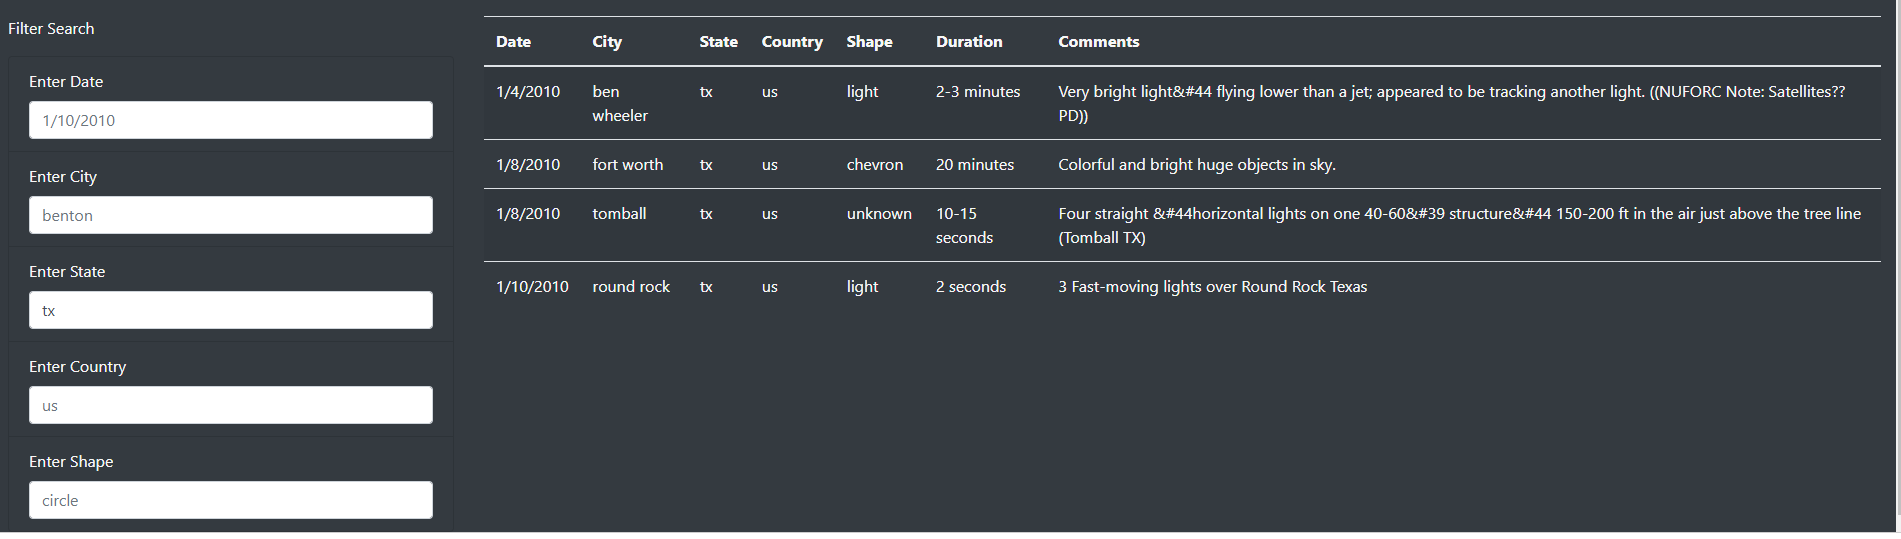 Filter Search
Enter Date
1/10/2010
Enter City
benton
Enter State
tx
Enter Country
us
Enter Shape
circle
Date City State Country Shape Duration Comments
1/4/2010 ben tx us light 2-3 minutes Very bright light&#44 flying lower than a jet; appeared to be tracking another light. ((NUFORC Note: Satellites??
wheeler PD))
1/8/2010 fort worth tx us chevron 20 minutes Colorful and bright huge objects in sky.
1/8/2010 tomball tx us unknown 10-15 Four straight &#44horizontal lights on one 40-60&#39 structure&#44 150-200 ft in the air just above the tree line
seconds (Tomball TX)
1/10/2010 round rock tx us light 2 seconds 3 Fast-moving lights over Round Rock Texas